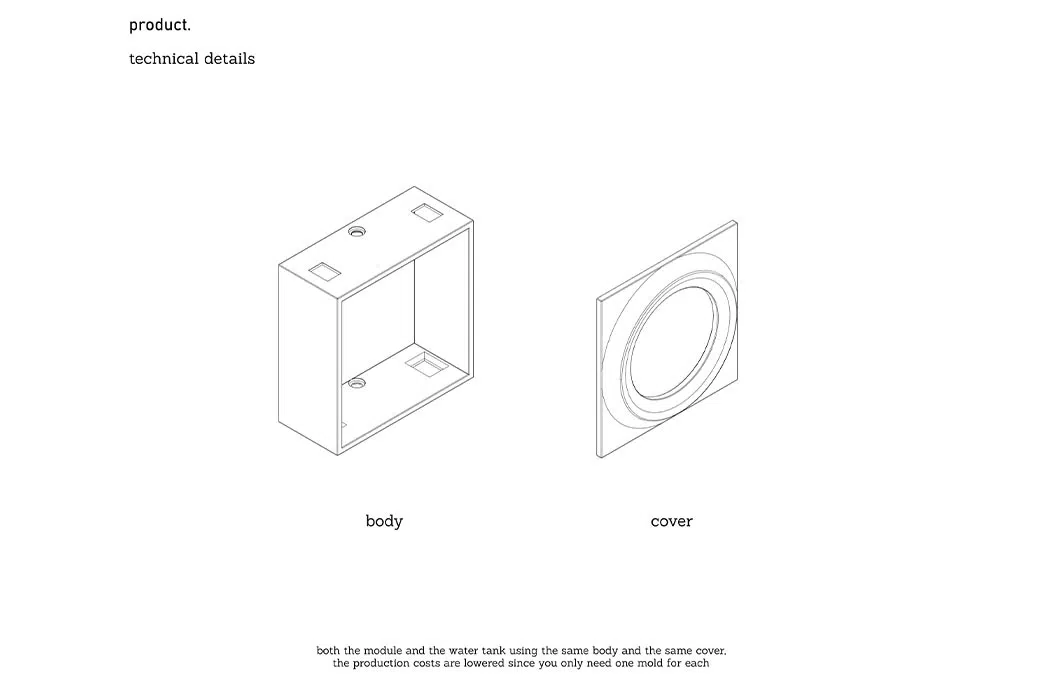 product.
technical details
body
cover
both the module and the water tank using the same body and the same cover,
the production costs are lowered since you only need one mold for each